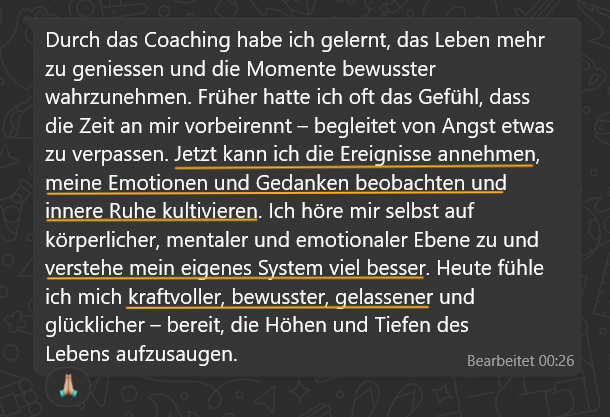 Durch das Coaching habe ich gelernt, das Leben mehr
zu geniessen und die Momente bewusster
wahrzunehmen. Früher hatte ich oft das Gefühl, dass
die Zeit an mir vorbeirennt – begleitet von Angst etwas
zu verpassen. Jetzt kann ich die Ereignisse annehmen,
meine Emotionen und Gedanken beobachten und
innere Ruhe kultivieren. Ich höre mir selbst auf
körperlicher, mentaler und emotionaler Ebene zu und
verstehe mein eigenes System viel besser. Heute fühle
ich mich kraftvoller, bewusster, gelassener und
glücklicher – bereit, die Höhen und Tiefen des
Lebens aufzusaugen.
Bearbeitet 00:26